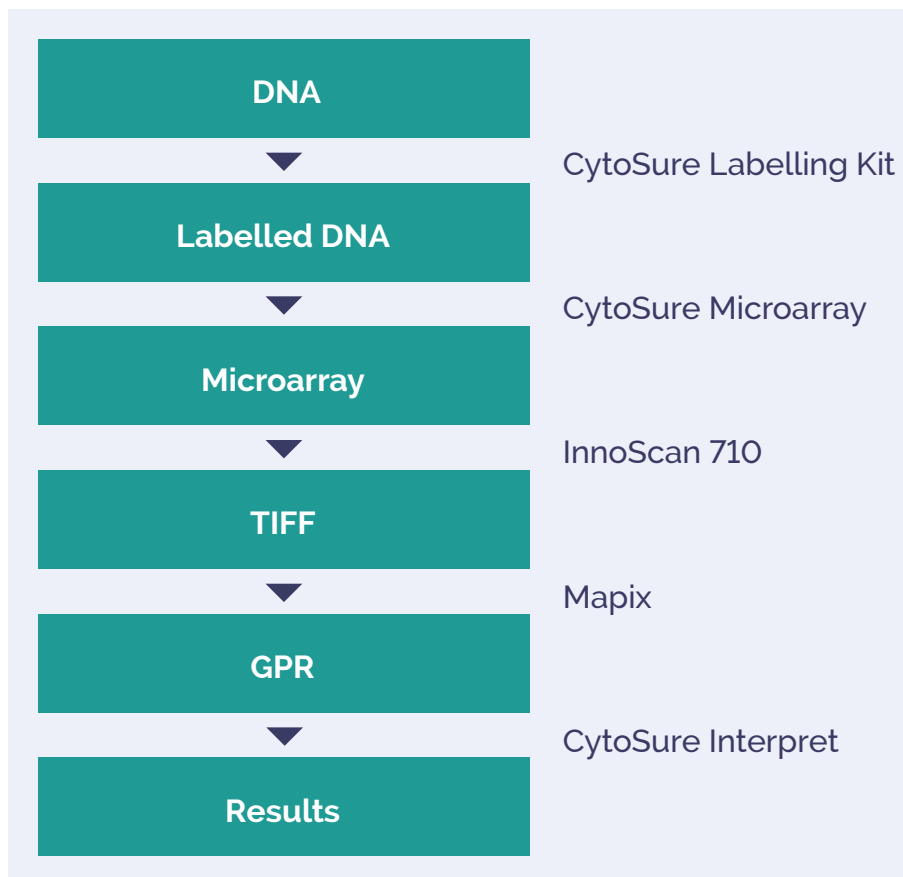 DNA
CytoSure Labelling Kit
Labelled DNA
CytoSure Microarray
Microarray
InnoScan 710
TIFF
Mapix
GPR
CytoSure Interpret
Results